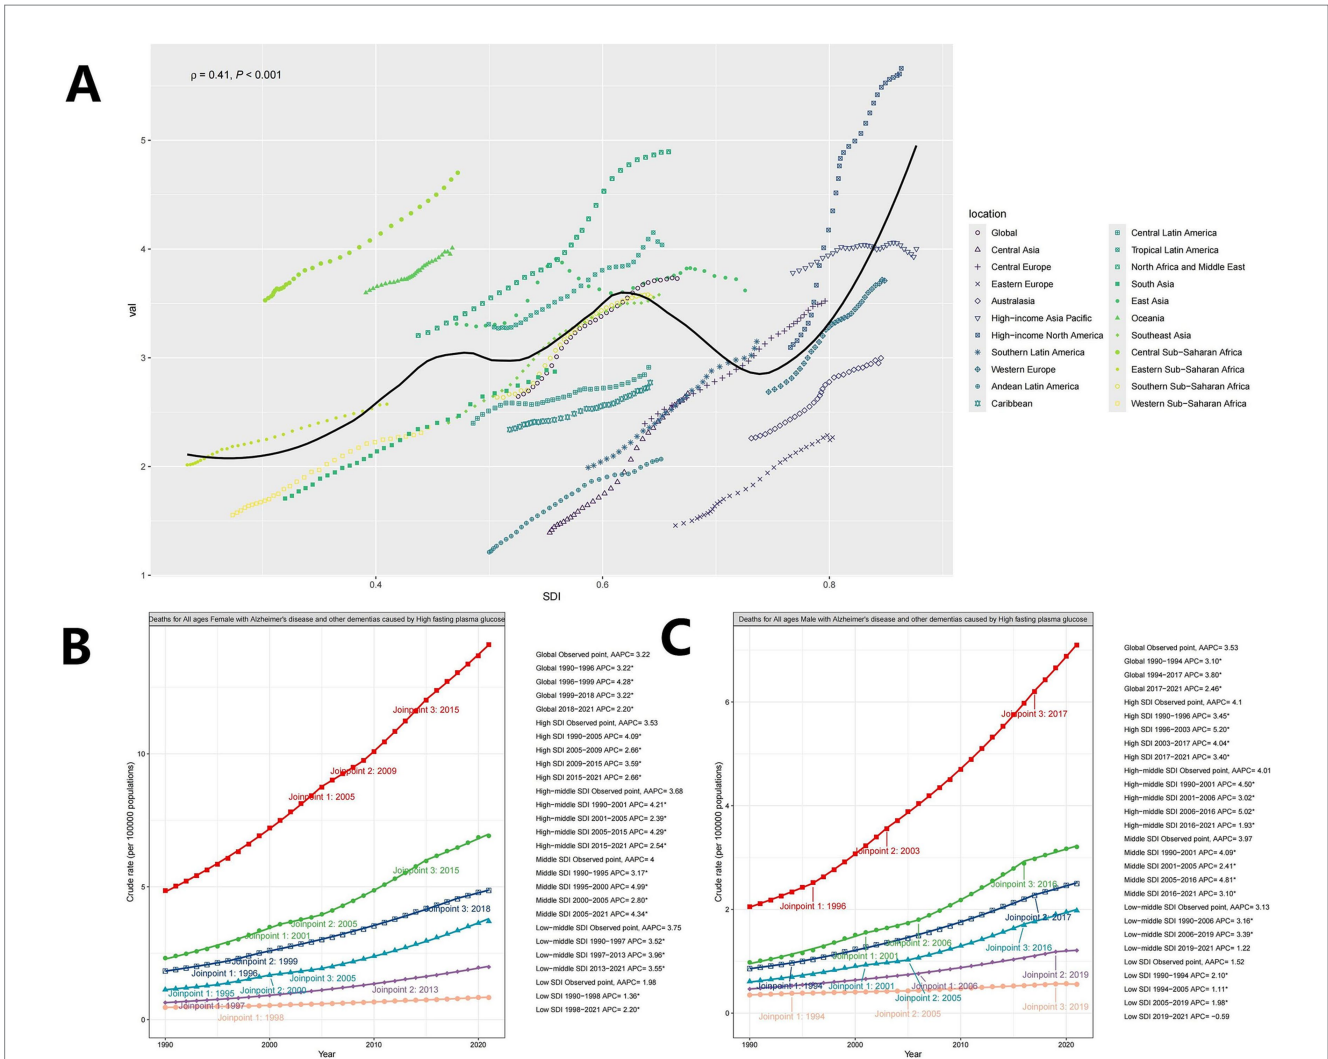 A
ρ = 0.41, P < 0.001
5
4
3
2
1
val
0.4
0.6
0.8
SDI
location
Global
Central Asia
Central Europe
Eastern Europe
Australasia
High−income Asia Pacific
High−income North America
Southern Latin America
Western Europe
Andean Latin America
Caribbean
Central Latin America
Tropical Latin America
North Africa and Middle East
South Asia
East Asia
Oceania
Southeast Asia
Central Sub−Saharan Africa
Eastern Sub−Saharan Africa
Southern Sub−Saharan Africa
Western Sub−Saharan Africa
B
Deaths for All ages Female with Alzheimer's disease and other dementias caused by High fasting plasma glucose
Crude rate (per 100000 populations)
10
5
0
Joinpoint 3: 2015
Joinpoint 2: 2009
Joinpoint 1: 2005
Joinpoint 3: 2015
Joinpoint 2: 2005
Joinpoint 1: 2001
Joinpoint 3: 2018
Joinpoint 2: 1999
Joinpoint 1: 1996
Joinpoint 3: 2005
Joinpoint 2: 2000
Joinpoint 1: 1995
Joinpoint 2: 2013
Joinpoint 1: 1997
Joinpoint 1: 1998
1990
2000
2010
2020
Year
Global Observed point, AAPC= 3.22
Global 1990−1996 APC= 3.22*
Global 1996−1999 APC= 4.28*
Global 1999−2018 APC= 3.22*
Global 2018−2021 APC= 2.20*
High SDI Observed point, AAPC= 3.53
High SDI 1990−2005 APC= 4.09*
High SDI 2005−2009 APC= 2.66*
High SDI 2009−2015 APC= 3.59*
High SDI 2015−2021 APC= 2.66*
High−middle SDI Observed point, AAPC= 3.68
High−middle SDI 1990−2001 APC= 4.21*
High−middle SDI 2001−2005 APC= 2.39*
High−middle SDI 2005−2015 APC= 4.29*
High−middle SDI 2015−2021 APC= 2.54*
Middle SDI Observed point, AAPC= 4
Middle SDI 1990−1995 APC= 3.17*
Middle SDI 1995−2000 APC= 4.99*
Middle SDI 2000−2005 APC= 2.80*
Middle SDI 2005−2021 APC= 4.34*
Low−middle SDI Observed point, AAPC= 3.75
Low−middle SDI 1990−1997 APC= 3.52*
Low−middle SDI 1997−2013 APC= 3.96*
Low−middle SDI 2013−2021 APC= 3.55*
Low SDI Observed point, AAPC= 1.98
Low SDI 1990−1998 APC= 1.36*
Low SDI 1998−2021 APC= 2.20*
C
Deaths for All ages Male with Alzheimer's disease and other dementias caused by High fasting plasma glucose
Crude rate (per 100000 populations)
6
4
2
0
Joinpoint 3: 2017
Joinpoint 2: 2003
Joinpoint 1: 1996
Joinpoint 3: 2016
Joinpoint 2: 2006
Joinpoint 1: 2001
Joinpoint 3: 2017
Joinpoint 1: 1994
Joinpoint 3: 2016
Joinpoint 1: 2001
Joinpoint 2: 2005
Joinpoint 2: 2019
Joinpoint 1: 2006
Joinpoint 3: 2019
Joinpoint 2: 2005
Joinpoint 1: 1994
1990
2000
2010
2020
Year
Global Observed point, AAPC= 3.53
Global 1990−1994 APC= 3.10*
Global 1994−2017 APC= 3.80*
Global 2017−2021 APC= 2.46*
High SDI Observed point, AAPC= 4.1
High SDI 1990−1996 APC= 3.45*
High SDI 1996−2003 APC= 5.20*
High SDI 2003−2017 APC= 4.04*
High SDI 2017−2021 APC= 3.40*
High−middle SDI Observed point, AAPC= 4.01
High−middle SDI 1990−2001 APC= 4.50*
High−middle SDI 2001−2006 APC= 3.02*
High−middle SDI 2006−2016 APC= 5.02*
High−middle SDI 2016−2021 APC= 1.93*
Middle SDI Observed point, AAPC= 3.97
Middle SDI 1990−2001 APC= 4.09*
Middle SDI 2001−2005 APC= 2.41*
Middle SDI 2005−2016 APC= 4.81*
Middle SDI 2016−2021 APC= 3.10*
Low−middle SDI Observed point, AAPC= 3.13
Low−middle SDI 1990−2006 APC= 3.16*
Low−middle SDI 2006−2019 APC= 3.39*
Low−middle SDI 2019−2021 APC= 1.22
Low SDI Observed point, AAPC= 1.52
Low SDI 1990−1994 APC= 2.10*
Low SDI 1994−2005 APC= 1.11*
Low SDI 2005−2019 APC= 1.98*
Low SDI 2019−2021 APC= −0.59